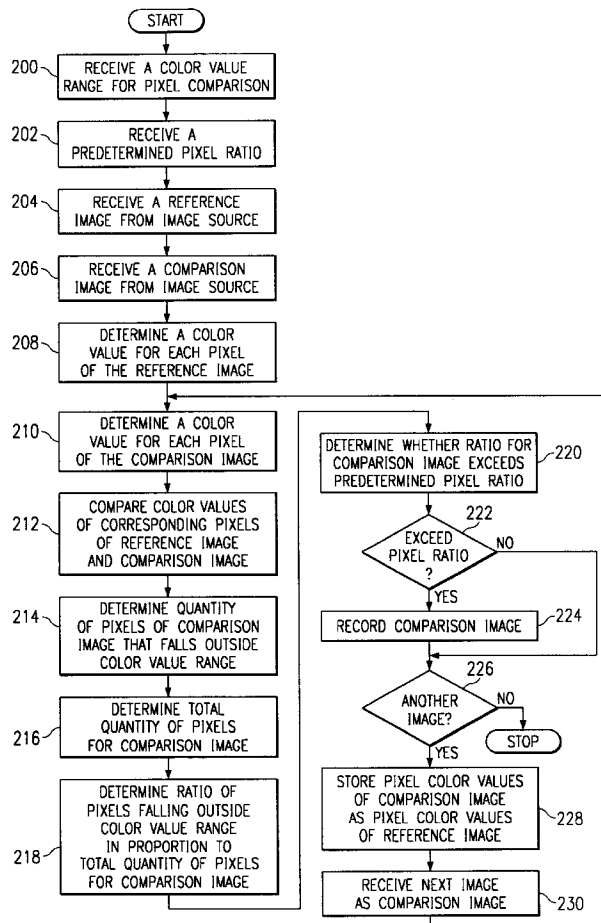 START
200
RECEIVE A COLOR VALUE
RANGE FOR PIXEL COMPARISON
202
RECEIVE A
PREDETERMINED PIXEL RATIO
204
RECEIVE A REFERENCE
IMAGE FROM IMAGE SOURCE
206
RECEIVE A COMPARISON
IMAGE FROM IMAGE SOURCE
208
DETERMINE A COLOR
VALUE FOR EACH PIXEL
OF THE REFERENCE IMAGE
210
DETERMINE A COLOR
VALUE FOR EACH PIXEL
OF THE COMPARISON IMAGE
212
COMPARE COLOR VALUES
OF CORRESPONDING PIXELS
OF REFERENCE IMAGE
AND COMPARISON IMAGE
214
DETERMINE QUANTITY
OF PIXELS OF COMPARISON
IMAGE THAT FALLS OUTSIDE
COLOR VALUE RANGE
216
DETERMINE TOTAL
QUANTITY OF PIXELS
FOR COMPARISON IMAGE
218
DETERMINE RATIO OF
PIXELS FALLING OUTSIDE
COLOR VALUE RANGE
IN PROPORTION TO
TOTAL QUANTITY OF PIXELS
FOR COMPARISON IMAGE
DETERMINE WHETHER RATIO FOR
COMPARISON IMAGE EXCEEDS
PREDETERMINED PIXEL RATIO
220
222
EXCEED
PIXEL RATIO
?
NO
YES
RECORD COMPARISON IMAGE
224
226
ANOTHER
IMAGE?
NO
STOP
YES
STORE PIXEL COLOR VALUES
OF COMPARISON IMAGE
AS PIXEL COLOR VALUES
OF REFERENCE IMAGE
228
RECEIVE NEXT IMAGE
AS COMPARISON IMAGE
230